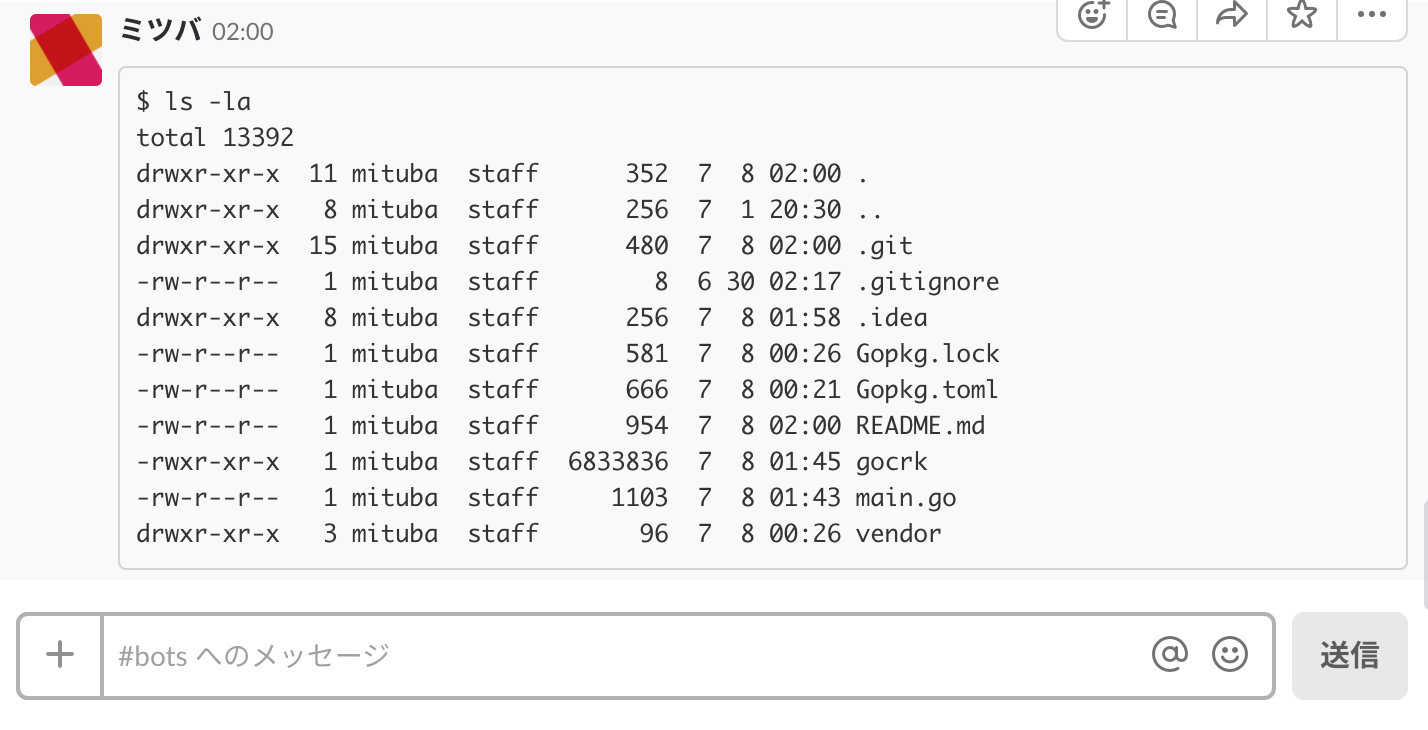 ミツバ 02:00
$ ls -la
total 13392
drwxr-xr-x  11 mituba  staff      352  7  8 02:00 .
drwxr-xr-x   8 mituba  staff      256  7  1 20:30 ..
drwxr-xr-x  15 mituba  staff      480  7  8 02:00 .git
-rw-r--r--   1 mituba  staff        8  6 30 02:17 .gitignore
drwxr-xr-x   8 mituba  staff      256  7  8 01:58 .idea
-rw-r--r--   1 mituba  staff      581  7  8 00:26 Gopkg.lock
-rw-r--r--   1 mituba  staff      666  7  8 00:21 Gopkg.toml
-rw-r--r--   1 mituba  staff      954  7  8 02:00 README.md
-rwxr-xr-x   1 mituba  staff  6833836  7  8 01:45 gocrk
-rw-r--r--   1 mituba  staff     1103  7  8 01:43 main.go
drwxr-xr-x   3 mituba  staff       96  7  8 00:26 vendor
#bots へのメッセージ
送信